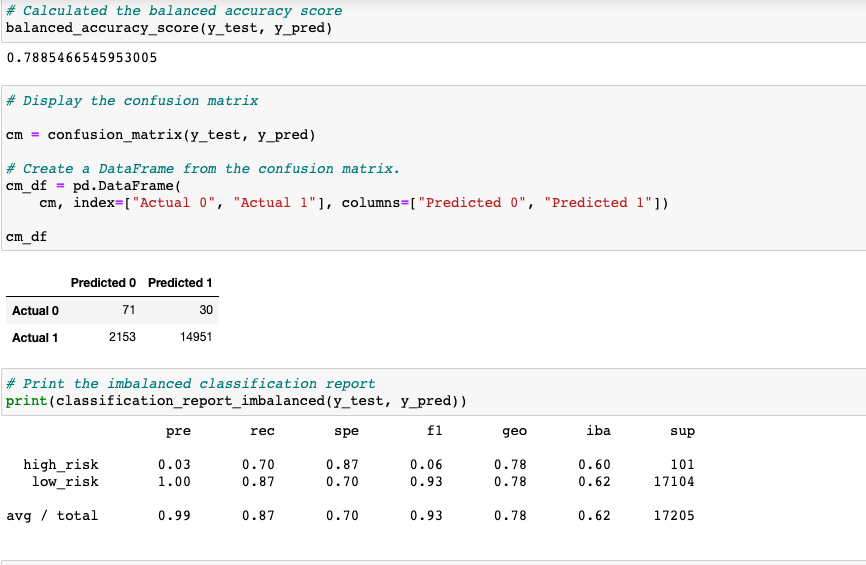 # Calculated the balanced accuracy score
balanced_accuracy_score(y_test, y_pred)
0.7885466545953005
# Display the confusion matrix
cm = confusion_matrix(y_test, y_pred)
# Create a DataFrame from the confusion matrix.
cm_df = pd.DataFrame(
cm, index=["Actual 0", "Actual 1"], columns=["Predicted 0", "Predicted 1"])
cm_df
Predicted 0 Predicted 1
Actual 0 71 30
Actual 1 2153 14951
# Print the imbalanced classification report
print(classification_report_imbalanced(y_test, y_pred))
pre rec spe f1 geo iba sup
high_risk 0.03 0.70 0.87 0.06 0.78 0.60 101
low_risk 1.00 0.87 0.70 0.93 0.78 0.62 17104
avg / total 0.99 0.87 0.70 0.93 0.78 0.62 17205